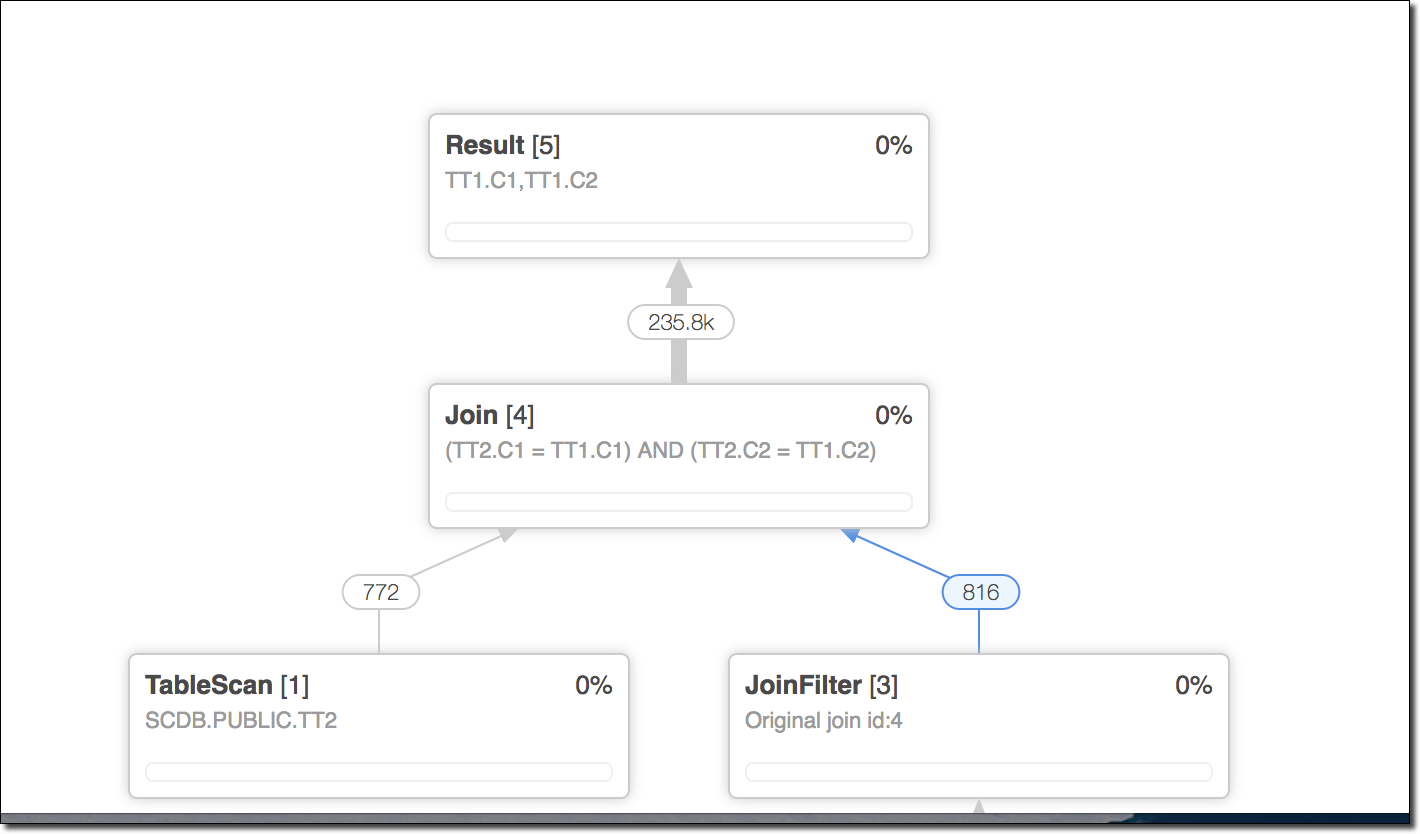 Result [5] 0%
TT1.C1,TT1.C2
235.8k
Join [4] 0%
(TT2.C1 = TT1.C1) AND (TT2.C2 = TT1.C2)
772
816
TableScan [1] 0%
SCDB.PUBLIC.TT2
JoinFilter [3] 0%
Original join id:4